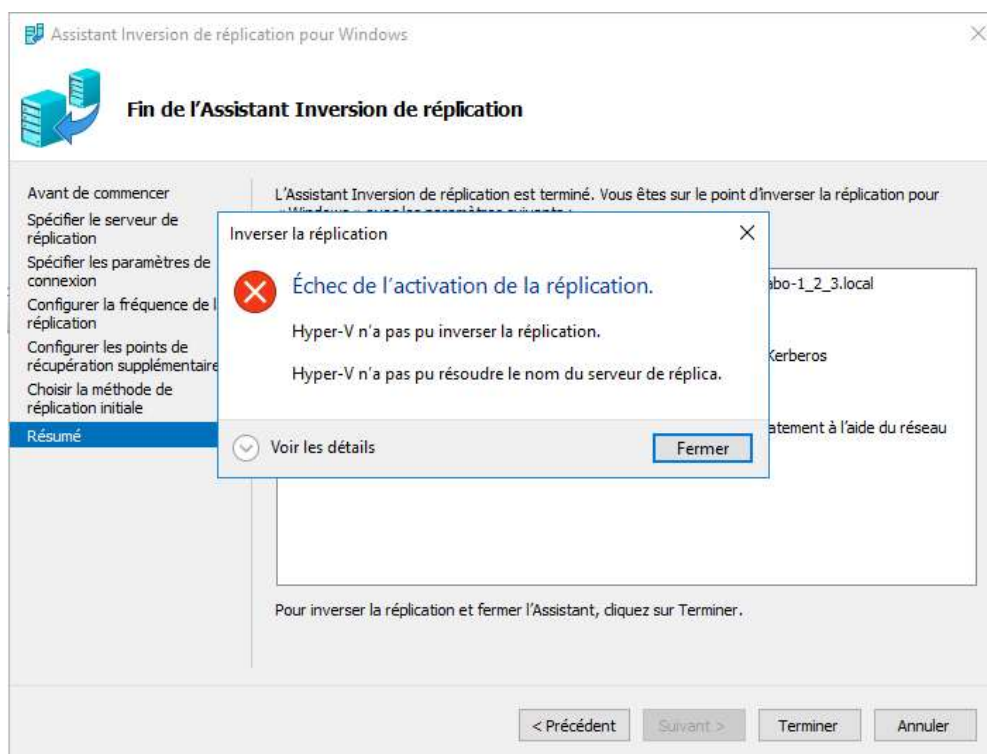 Assistant Inversion de réplication pour Windows
Fin de l'Assistant Inversion de réplication
Avant de commencer
Spécifier le serveur de
réplication
Spécifier les paramètres de
connexion
Configurer la fréquence de
réplication
Configurer les points de
récupération supplémentaire
Choisir la méthode de
réplication initiale
Résumé
L'Assistant Inversion de réplication est terminé. Vous êtes sur le point d'inverser la réplication pour
Inverser la réplication
Échec de l'activation de la réplication.
Hyper-V n'a pas pu inverser la réplication.
Hyper-V n'a pas pu résoudre le nom du serveur de réplica.
Voir les détails
Fermer
abo-1_2_3.local
Kerberos
atement à l'aide du réseau
Pour inverser la réplication et fermer l'Assistant, cliquez sur Terminer.
< Précédent
Suivant >
Terminer
Annuler